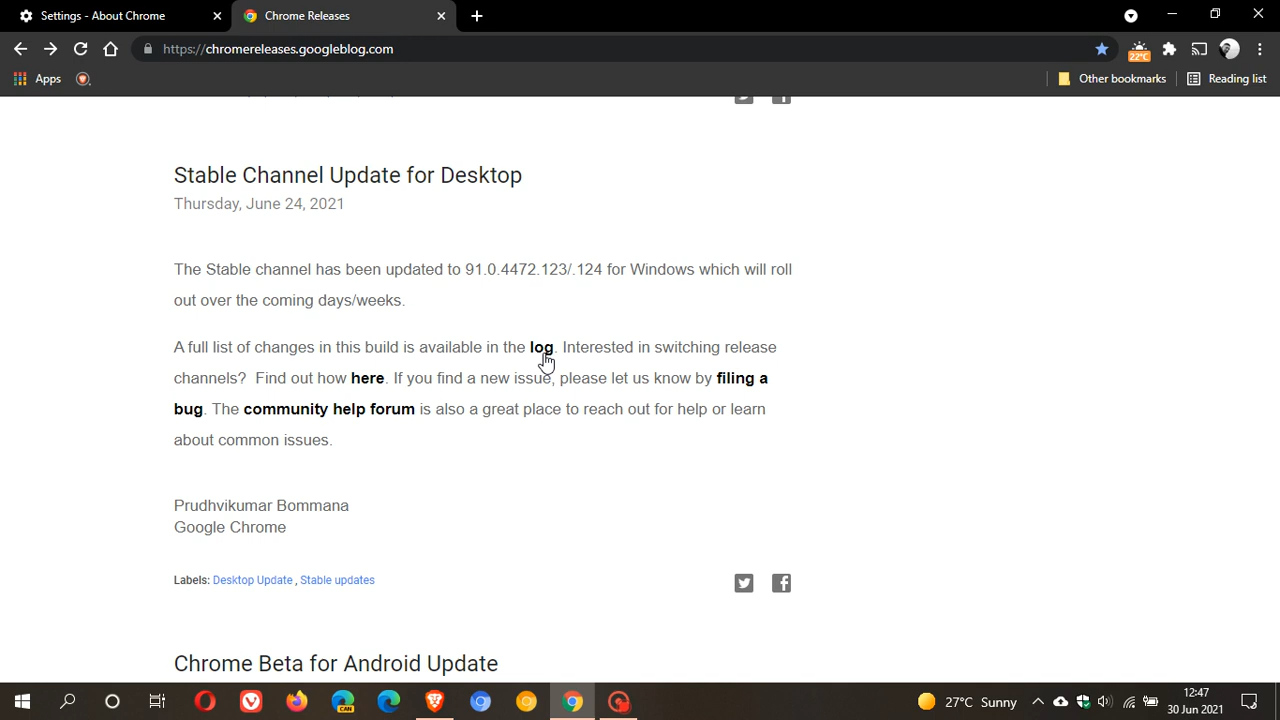 Settings - About Chrome
Chrome Releases
https://chromereleases.googleblog.com
22°C
Apps
Other bookmarks
Reading list
Stable Channel Update for Desktop
Thursday, June 24, 2021
The Stable channel has been updated to 91.0.4472.123/.124 for Windows which will roll
out over the coming days/weeks.
A full list of changes in this build is available in the log. Interested in switching release
channels?  Find out how here. If you find a new issue, please let us know by filing a
bug. The community help forum is also a great place to reach out for help or learn
about common issues.
Prudhvikumar Bommana
Google Chrome
Labels: Desktop Update , Stable updates
Chrome Beta for Android Update
CAN
27°C Sunny
12:47
30 Jun 2021